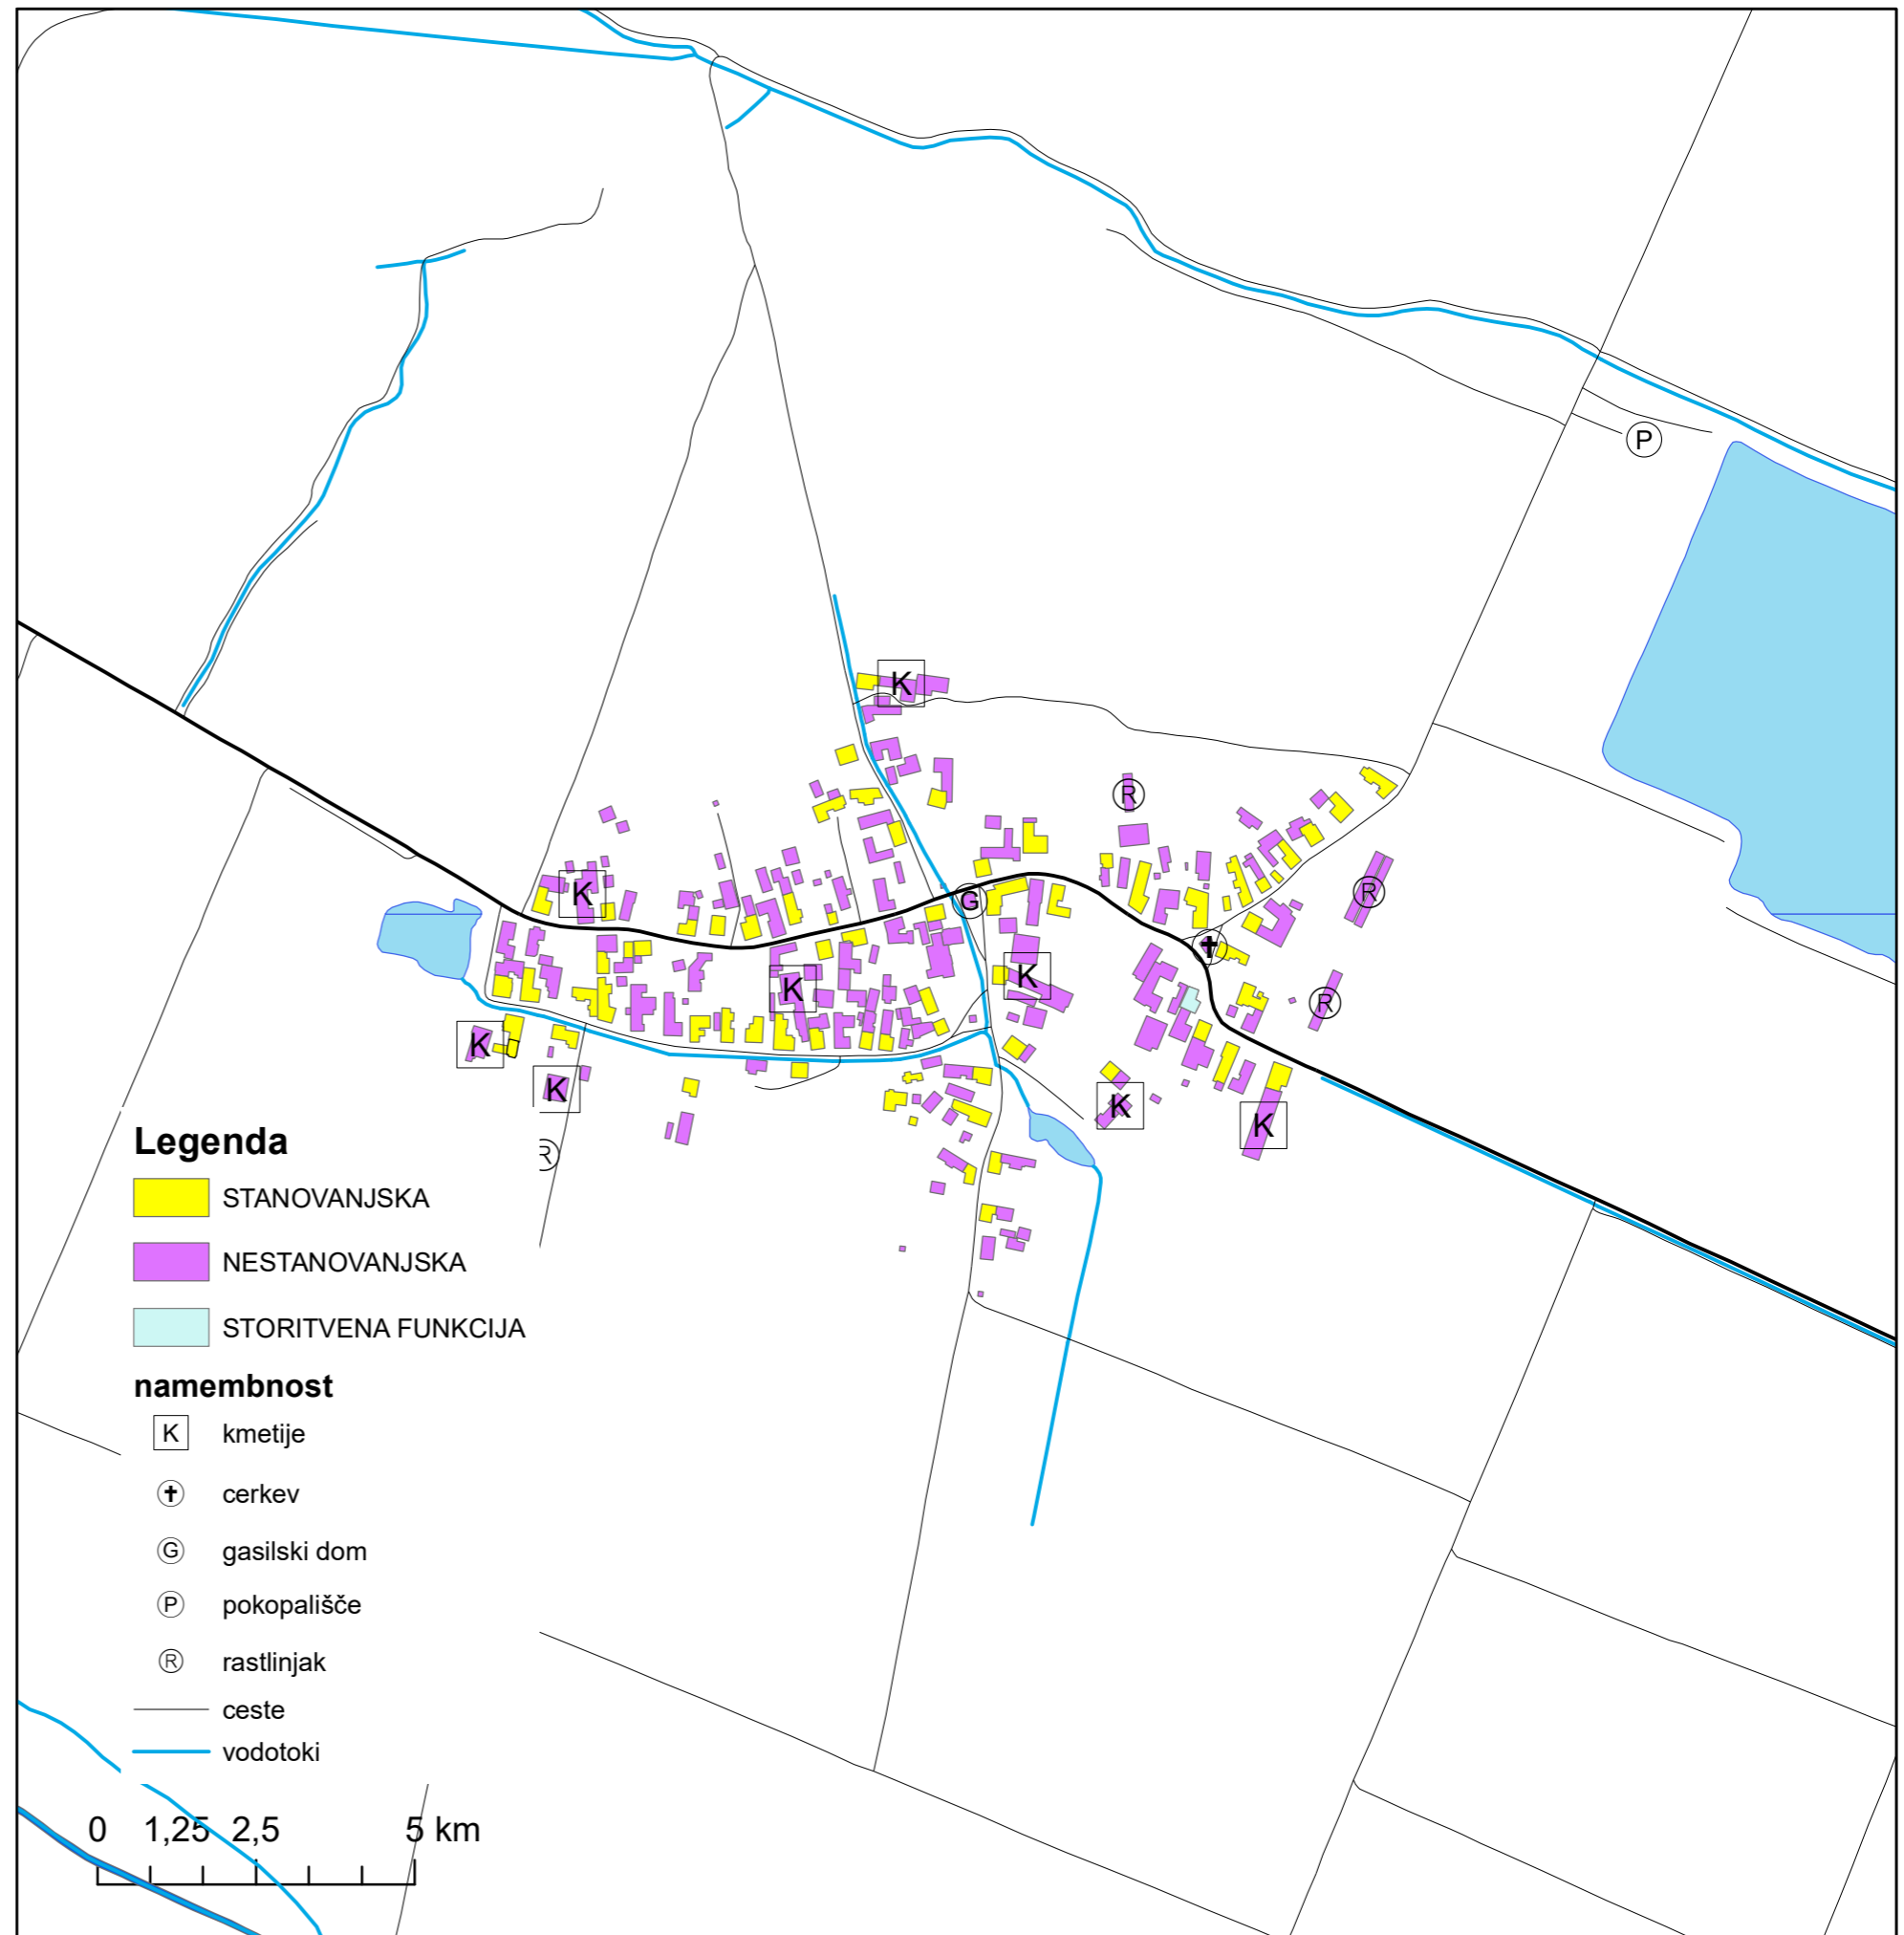 P
K
R
K
G
R
K
K
R
K
K
K
K
R
Legenda
STANOVANJSKA
NESTANOVANJSKA
STORITVENA FUNKCIJA
namembnost
K kmetije
cerkev
G gasilski dom
P pokopališče
R rastlinjak
ceste
vodotoki
0 1,25 2,5 5 km